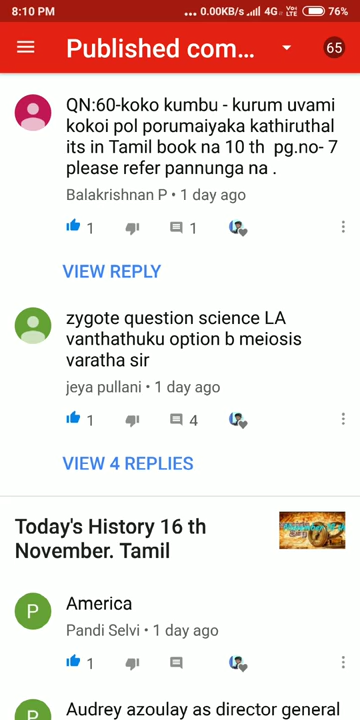 8:10 PM ... 0.00KB/s 4G VoLTE 76%
Published com... 65
QN:60-koko kumbu - kurum uvami
kokoi pol porumaiyaka kathiruthal
its in Tamil book na 10 th pg.no- 7
please refer pannunga na .
Balakrishnan P • 1 day ago
1 1
VIEW REPLY
zygote question science LA
vanthathuku option b meiosis
varatha sir
jeya pullani • 1 day ago
1 4
VIEW 4 REPLIES
Today's History 16 th
November. Tamil
P
America
Pandi Selvi • 1 day ago
1
P
Audrey azoulay as director general